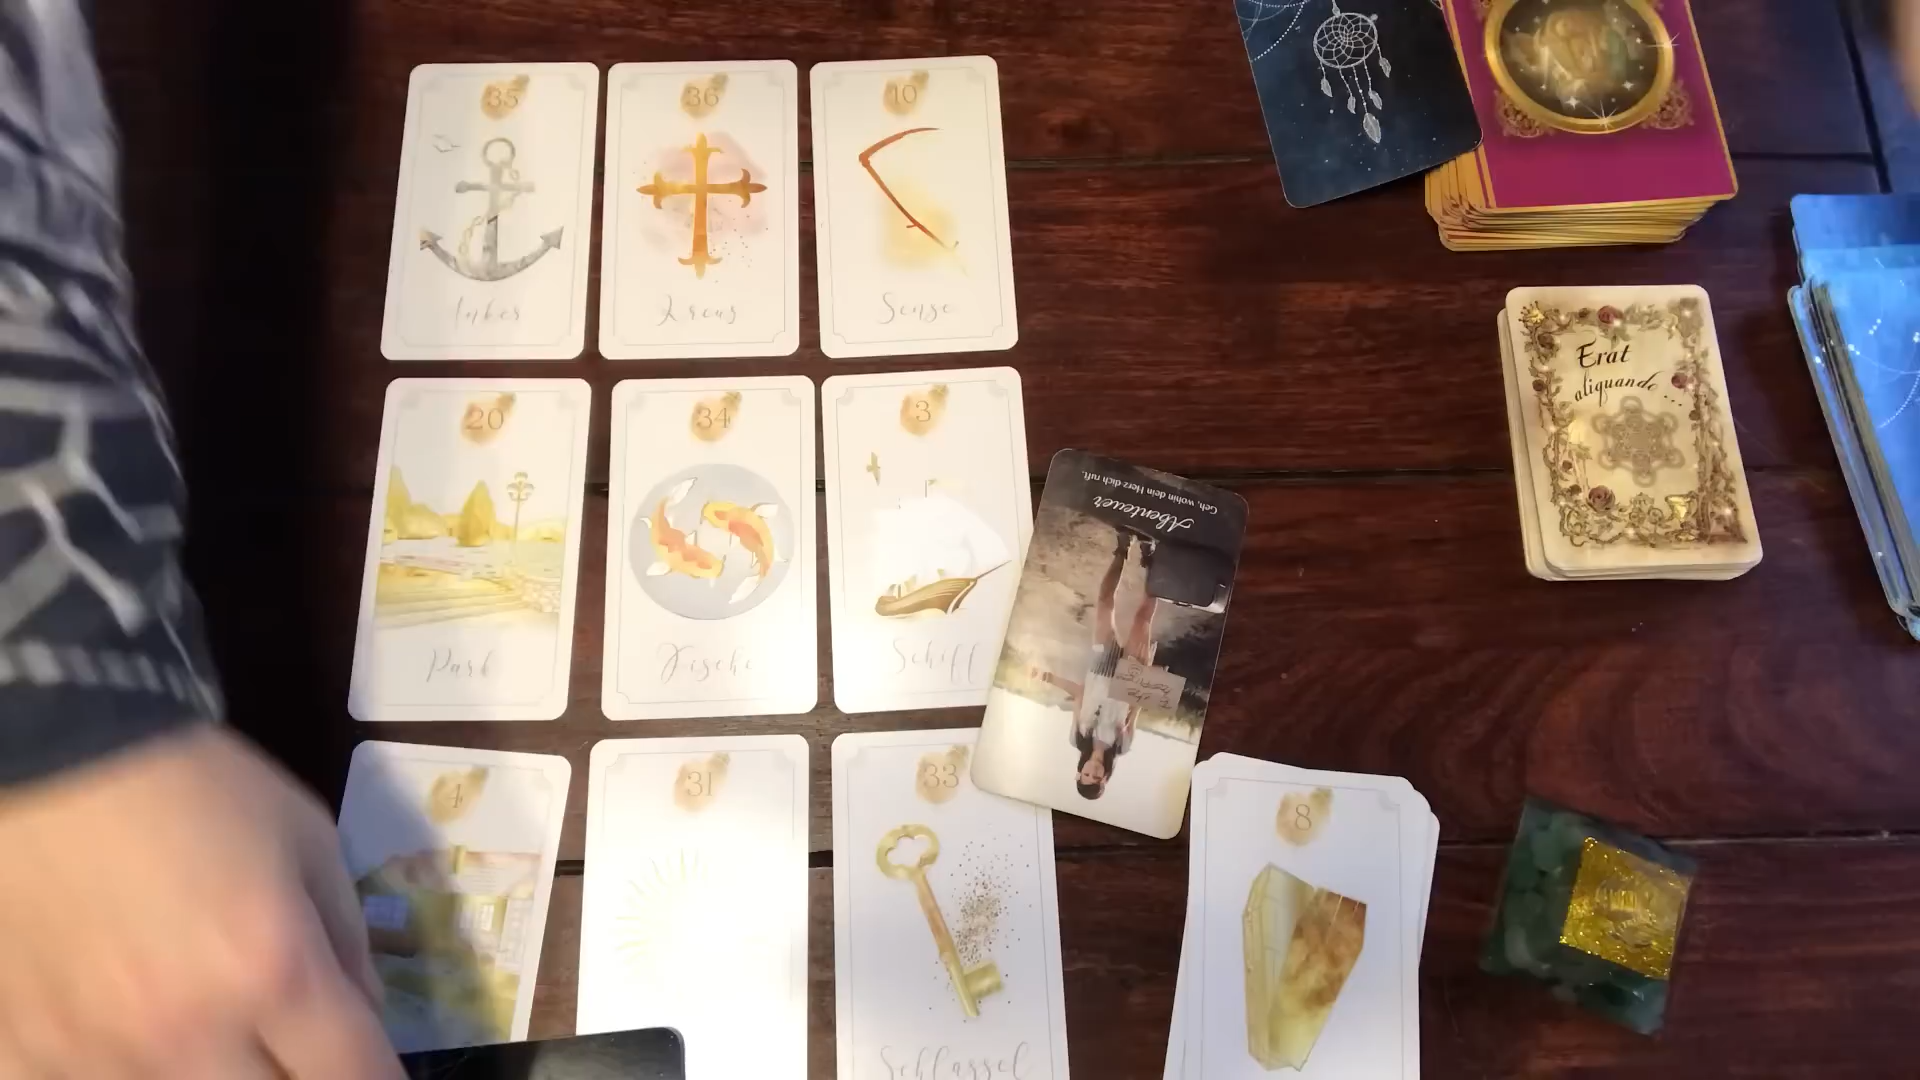 35
36
10
Anker
Kreuz
Sense
20
34
3
Park
Fische
Schiff
Abenteuer
Geh, wohin dein Herz dich ruft.
4
31
33
8
Schlüssel
Erat
aliquando ...